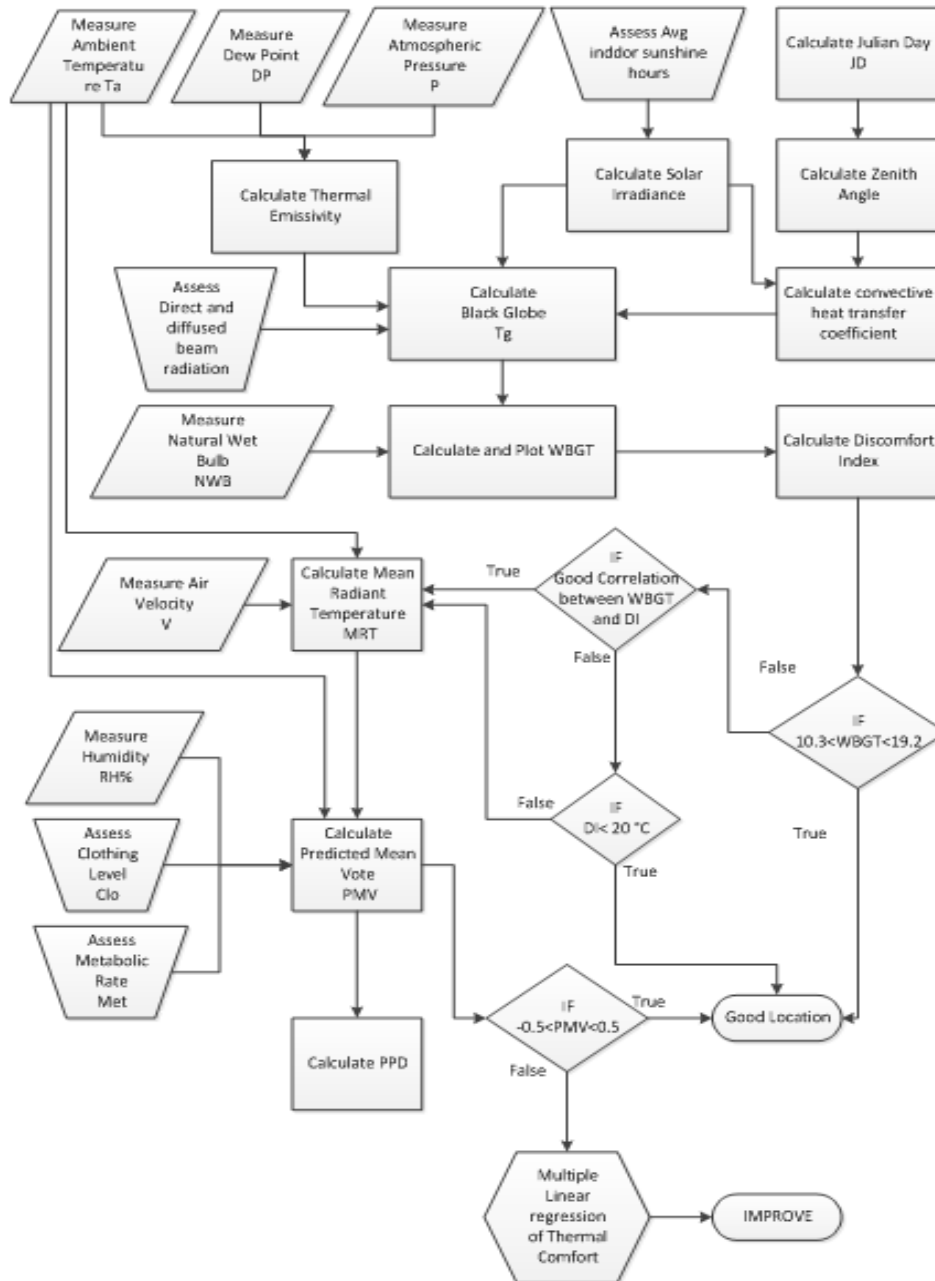 Measure
Ambient
Temperatu
re Ta
Measure
Dew Point
DP
Measure
Atmospheric
Pressure
P
Assess Avg
inddor sunshine
hours
Calculate Julian Day
JD
Calculate Thermal
Emissivity
Calculate Solar
Irradiance
Calculate Zenith
Angle
Assess
Direct and
diffused
beam
radiation
Calculate
Black Globe
Tg
Calculate convective
heat transfer
coefficient
Measure
Natural Wet
Bulb
NWB
Calculate and Plot WBGT
Calculate Discomfort
Index
Measure Air
Velocity
V
Calculate Mean
Radiant
Temperature
MRT
True
IF
Good Correlation
between WBGT
and DI
False
False
IF
10.3<WBGT<19.2
Measure
Humidity
RH%
False
IF
DI< 20 °C
True
True
Assess
Clothing
Level
Clo
Calculate
Predicted Mean
Vote
PMV
Assess
Metabolic
Rate
Met
Calculate PPD
IF
-0.5<PMV<0.5
True
False
Good Location
Multiple
Linear
regression
of Thermal
Comfort
IMPROVE